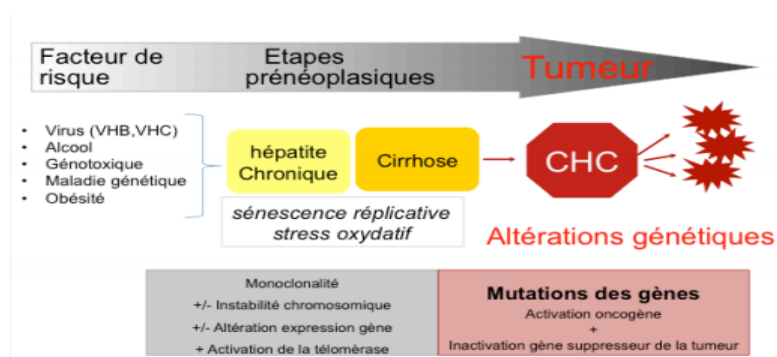 Facteur de
risque
Etapes
prénéoplasiques
Tumeur
• Virus (VHB,VHC)
• Alcool
• Génotoxique
• Maladie génétique
• Obésité
hépatite
Chronique
Cirrhose
CHC
sénescence réplicative
stress oxydatif
Altérations génétiques
Monoclonalité
+/- Instabilité chromosomique
+/- Altération expression gène
+ Activation de la télomèrase
Mutations des gènes
Activation oncogène
+
Inactivation gène suppresseur de la tumeur